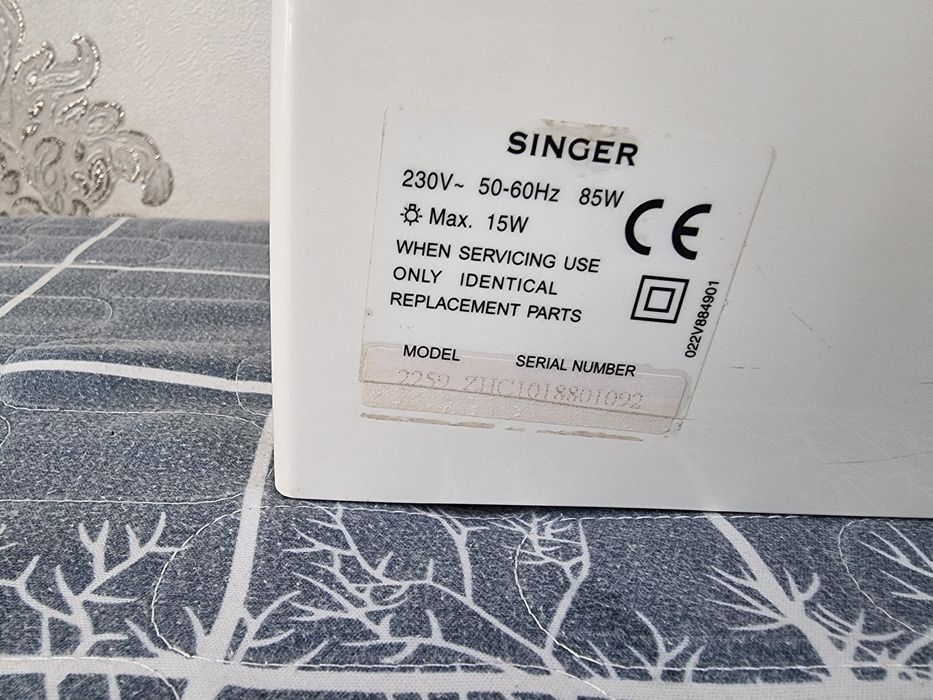 SINGER
230V~ 50-60Hz 85W
Max. 15W
CE
WHEN SERVICING USE
ONLY IDENTICAL
REPLACEMENT PARTS
022V884901
MODEL SERIAL NUMBER
2259 ZHC1018801092